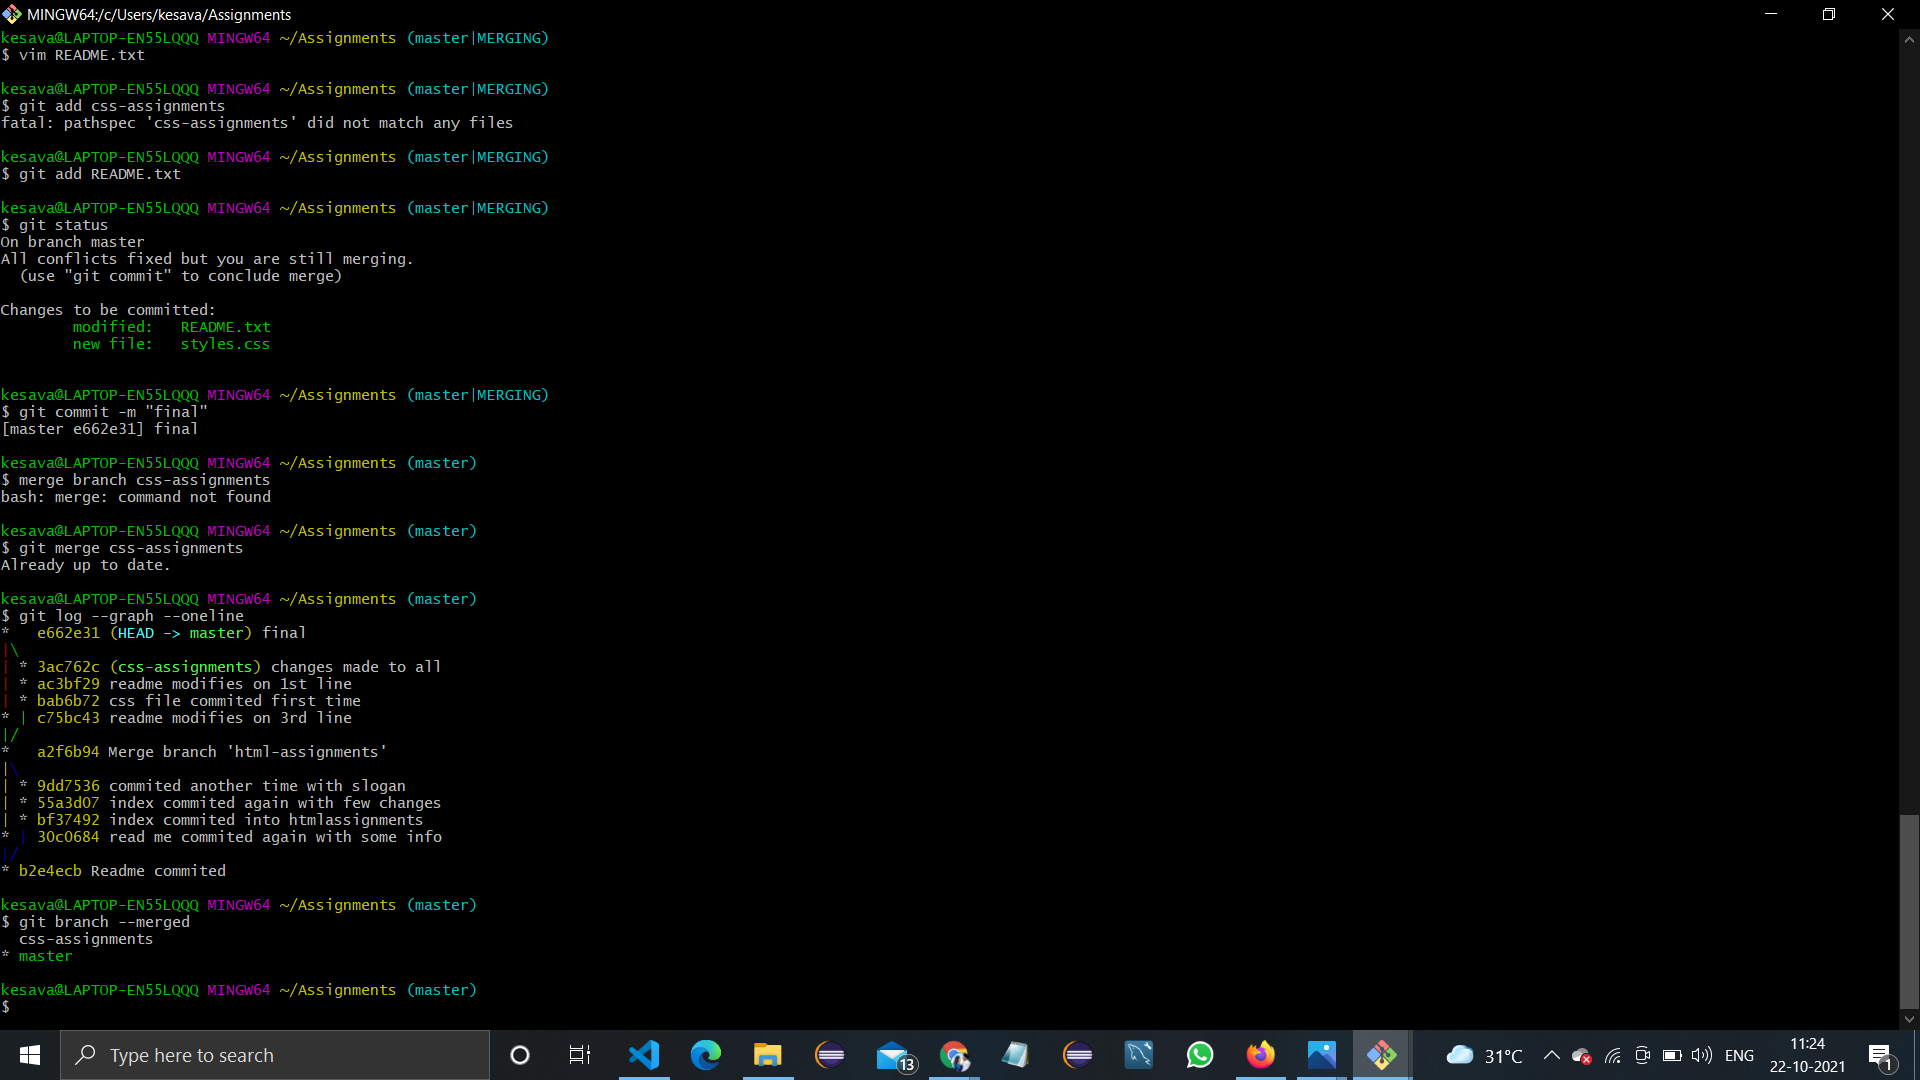 MINGW64:/c/Users/kesava/Assignments
kesava@LAPTOP-EN55LQQQ MINGW64 ~/Assignments (master|MERGING)
$ vim README.txt
kesava@LAPTOP-EN55LQQQ MINGW64 ~/Assignments (master|MERGING)
$ git add css-assignments
fatal: pathspec 'css-assignments' did not match any files
kesava@LAPTOP-EN55LQQQ MINGW64 ~/Assignments (master|MERGING)
$ git add README.txt
kesava@LAPTOP-EN55LQQQ MINGW64 ~/Assignments (master|MERGING)
$ git status
On branch master
All conflicts fixed but you are still merging.
  (use "git commit" to conclude merge)
Changes to be committed:
        modified:   README.txt
        new file:   styles.css
kesava@LAPTOP-EN55LQQQ MINGW64 ~/Assignments (master|MERGING)
$ git commit -m "final"
[master e662e31] final
kesava@LAPTOP-EN55LQQQ MINGW64 ~/Assignments (master)
$ merge branch css-assignments
bash: merge: command not found
kesava@LAPTOP-EN55LQQQ MINGW64 ~/Assignments (master)
$ git merge css-assignments
Already up to date.
kesava@LAPTOP-EN55LQQQ MINGW64 ~/Assignments (master)
$ git log --graph --oneline
*   e662e31 (HEAD -> master) final
|\
| * 3ac762c (css-assignments) changes made to all
| * ac3bf29 readme modifies on 1st line
| * bab6b72 css file commited first time
* | c75bc43 readme modifies on 3rd line
|/
*   a2f6b94 Merge branch 'html-assignments'
|\
| * 9dd7536 commited another time with slogan
| * 55a3d07 index commited again with few changes
| * bf37492 index commited into htmlassignments
* | 30c0684 read me commited again with some info
|/
* b2e4ecb Readme commited
kesava@LAPTOP-EN55LQQQ MINGW64 ~/Assignments (master)
$ git branch --merged
  css-assignments
* master
kesava@LAPTOP-EN55LQQQ MINGW64 ~/Assignments (master)
$
Type here to search
13
31°C
ENG
11:24
22-10-2021
1